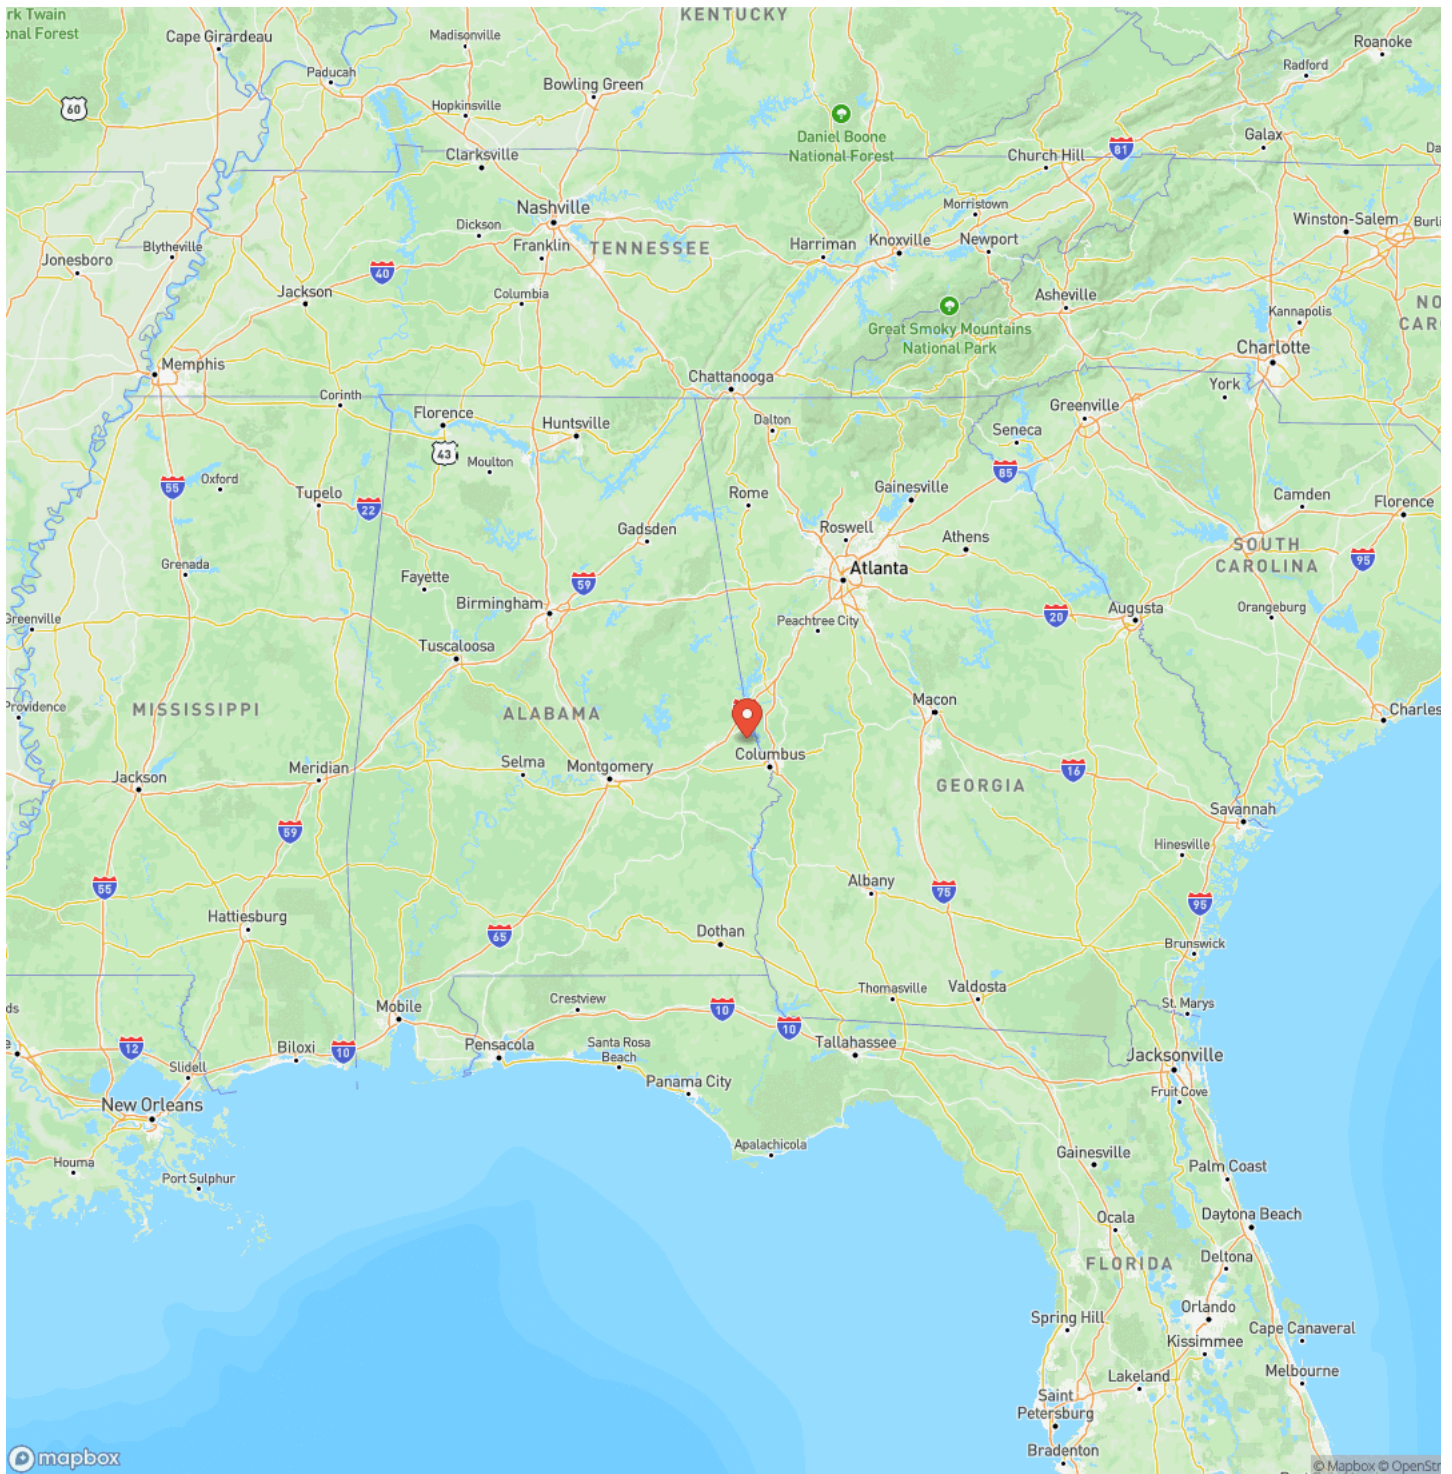 rk Twain
onal Forest
Cape Girardeau
Madisonville
KENTUCKY
Roanoke
Radford
Paducah
Bowling Green
60
Hopkinsville
Daniel Boone
National Forest
Galax
Clarksville
Church Hill
81
Da
Nashville
Morristown
Winston-Salem
Burli
Dickson
Franklin
TENNESSEE
Harriman
Knoxville
Newport
Blytheville
Jonesboro
40
Jackson
Columbia
Asheville
NO
CAR
Kannapolis
Great Smoky Mountains
National Park
Charlotte
Memphis
Chattanooga
York
Corinth
Florence
Huntsville
Dalton
Greenville
Seneca
43
Moulton
85
55
Oxford
Tupelo
22
Rome
Gainesville
Camden
Florence
Gadsden
Roswell
Athens
SOUTH
CAROLINA
95
Grenada
Fayette
59
Atlanta
Birmingham
20
Augusta
Orangeburg
Greenville
Peachtree City
Tuscaloosa
Providence
MISSISSIPPI
ALABAMA
Macon
Charles
Columbus
Selma
Montgomery
Meridian
Jackson
16
GEORGIA
Savannah
59
Hinesville
55
Albany
75
95
Hattiesburg
Dothan
65
Brunswick
Thomasville
Valdosta
Crestview
Mobile
10
10
St. Marys
ds
e
12
Biloxi
10
Pensacola
Santa Rosa
Beach
Tallahassee
Jacksonville
Slidell
Panama City
Fruit Cove
New Orleans
Apalachicola
Gainesville
Houma
Palm Coast
Port Sulphur
Ocala
Daytona Beach
Deltona
FLORIDA
Orlando
Spring Hill
Cape Canaveral
Kissimmee
Lakeland
Melbourne
Saint
Petersburg
Bradenton
mapbox
© Mapbox © OpenStr